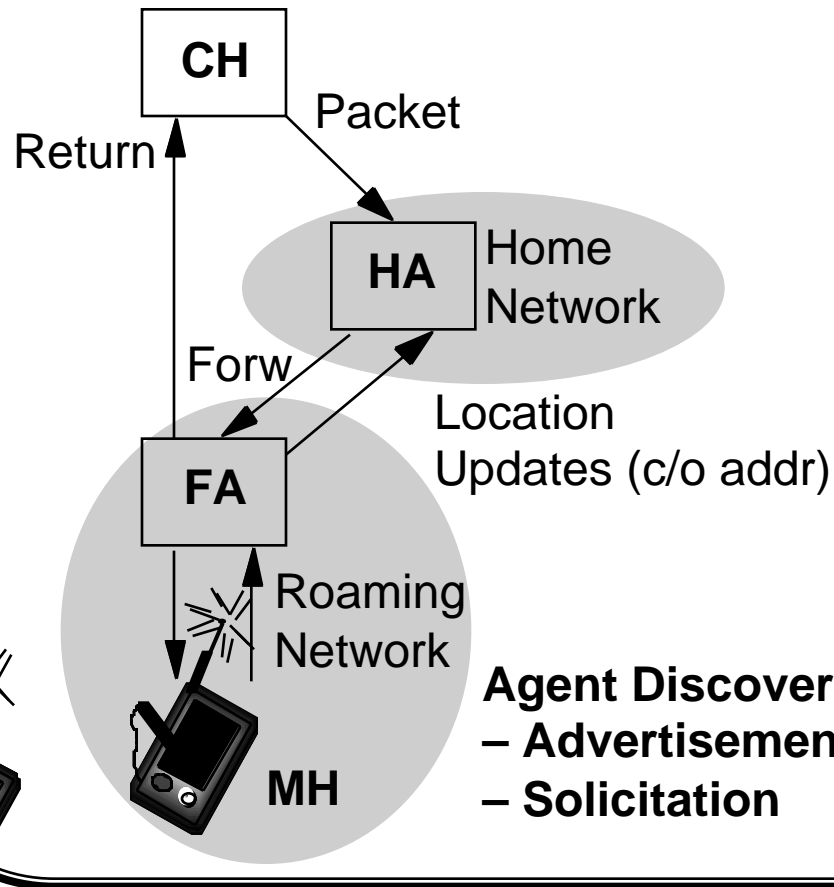 CH
Packet
Return
HA
Home
Network
Forw
Location
Updates (c/o addr)
FA
Roaming
Network
MH
Agent Discover
– Advertisemen
– Solicitation